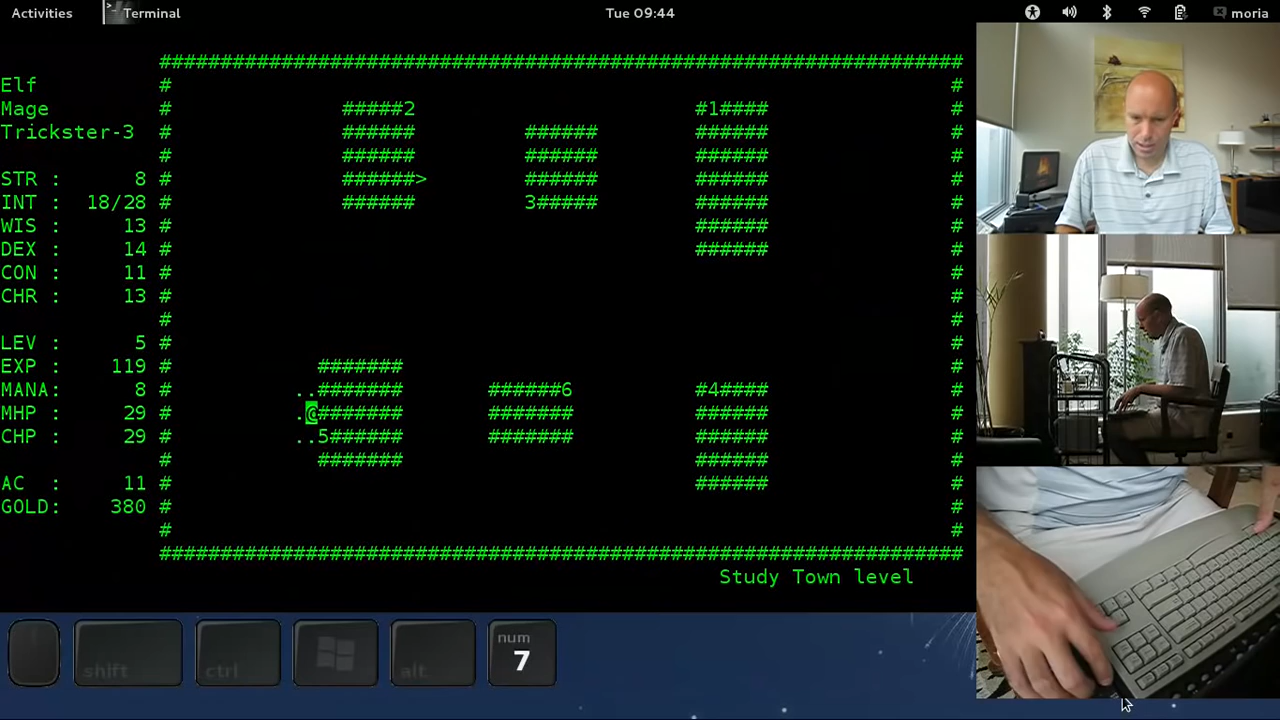 Activities Terminal Tue 09:44 moria
##################################################################
Elf # #
Mage # #####2 #1#### #
Trickster-3 # ###### ###### ###### #
# ###### ###### ###### #
STR : 8 # ######> ###### ###### #
INT : 18/28 # ###### 3##### ###### #
WIS : 13 # ###### #
DEX : 14 # ###### #
CON : 11 # #
CHR : 13 # #
# #
LEV : 5 # #
EXP : 119 # ####### #
MANA: 8 # ..####### ######6 #4#### #
MHP : 29 # .@####### ####### ###### #
CHP : 29 # ..5###### ####### ###### #
# ####### ###### #
AC : 11 # ###### #
GOLD: 380 # #
# #
##################################################################
Study Town level
shift ctrl alt num
7